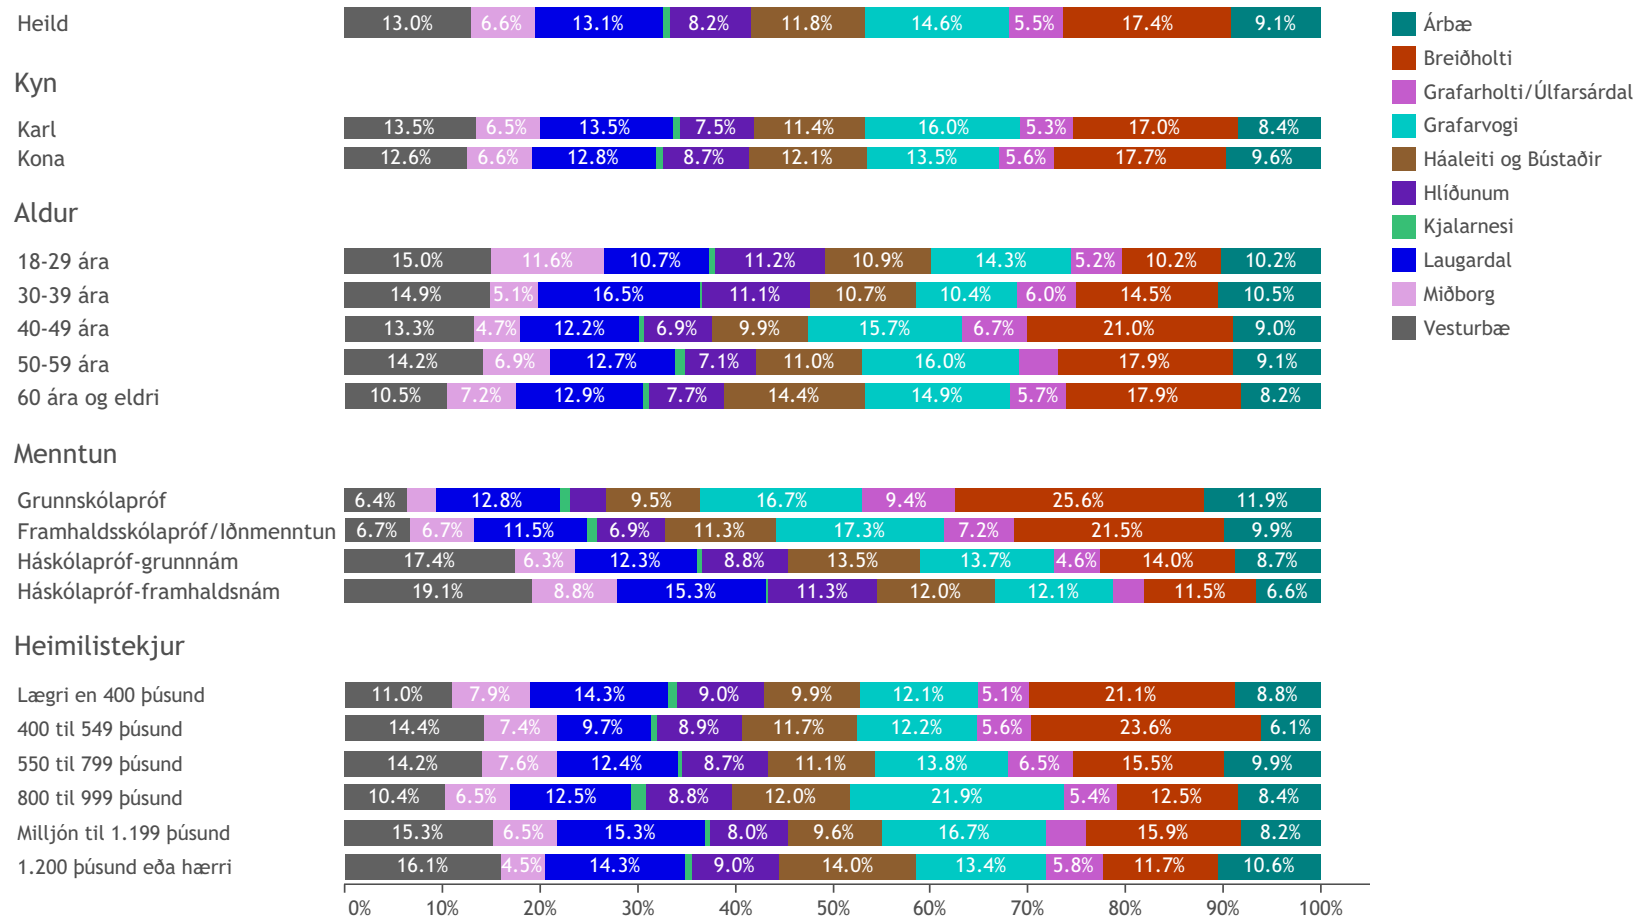 Heild 13.0% 6.6% 13.1% 8.2% 11.8% 14.6% 5.5% 17.4% 9.1%
Kyn
Karl 13.5% 6.5% 13.5% 7.5% 11.4% 16.0% 5.3% 17.0% 8.4%
Kona 12.6% 6.6% 12.8% 8.7% 12.1% 13.5% 5.6% 17.7% 9.6%
Aldur
18-29 ára 15.0% 11.6% 10.7% 11.2% 10.9% 14.3% 5.2% 10.2% 10.2%
30-39 ára 14.9% 5.1% 16.5% 11.1% 10.7% 10.4% 6.0% 14.5% 10.5%
40-49 ára 13.3% 4.7% 12.2% 6.9% 9.9% 15.7% 6.7% 21.0% 9.0%
50-59 ára 14.2% 6.9% 12.7% 7.1% 11.0% 16.0% 17.9% 9.1%
60 ára og eldri 10.5% 7.2% 12.9% 7.7% 14.4% 14.9% 5.7% 17.9% 8.2%
Menntun
Grunnskólapróf 6.4% 12.8% 9.5% 16.7% 9.4% 25.6% 11.9%
Framhaldsskólapróf/Iðnmenntun 6.7% 6.7% 11.5% 6.9% 11.3% 17.3% 7.2% 21.5% 9.9%
Háskólapróf-grunnnám 17.4% 6.3% 12.3% 8.8% 13.5% 13.7% 4.6% 14.0% 8.7%
Háskólapróf-framhaldsnám 19.1% 8.8% 15.3% 11.3% 12.0% 12.1% 11.5% 6.6%
Heimilistekjur
Lægri en 400 þúsund 11.0% 7.9% 14.3% 9.0% 9.9% 12.1% 5.1% 21.1% 8.8%
400 til 549 þúsund 14.4% 7.4% 9.7% 8.9% 11.7% 12.2% 5.6% 23.6% 6.1%
550 til 799 þúsund 14.2% 7.6% 12.4% 8.7% 11.1% 13.8% 6.5% 15.5% 9.9%
800 til 999 þúsund 10.4% 6.5% 12.5% 8.8% 12.0% 21.9% 5.4% 12.5% 8.4%
Milljón til 1.199 þúsund 15.3% 6.5% 15.3% 8.0% 9.6% 16.7% 15.9% 8.2%
1.200 þúsund eða hærri 16.1% 4.5% 14.3% 9.0% 14.0% 13.4% 5.8% 11.7% 10.6%
0% 10% 20% 30% 40% 50% 60% 70% 80% 90% 100%
Árbæ
Breiðholti
Grafarholti/Úlfarsárdal
Grafarvogi
Háaleiti og Bústaðir
Hlíðunum
Kjalarnesi
Laugardal
Miðborg
Vesturbæ